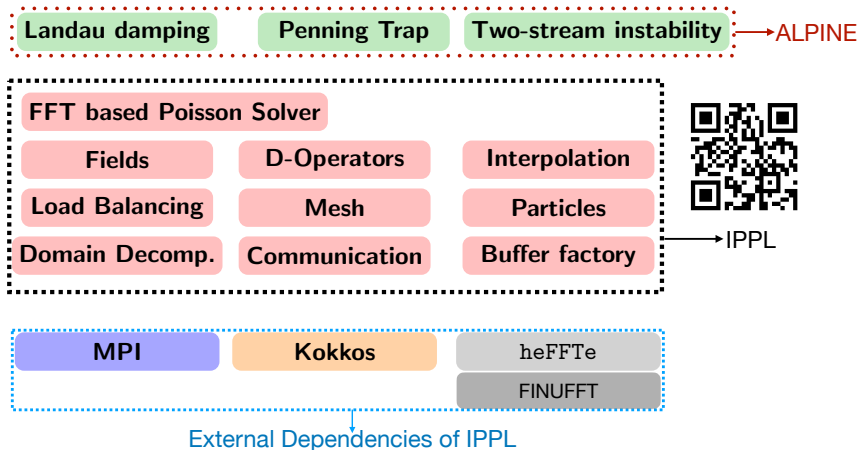 Landau damping Penning Trap Two-stream instability ALPINE
FFT based Poisson Solver
Fields D-Operators Interpolation
Load Balancing Mesh Particles
Domain Decomp. Communication Buffer factory
IPPL
MPI Kokkos heFFTe
FINUFFT
External Dependencies of IPPL